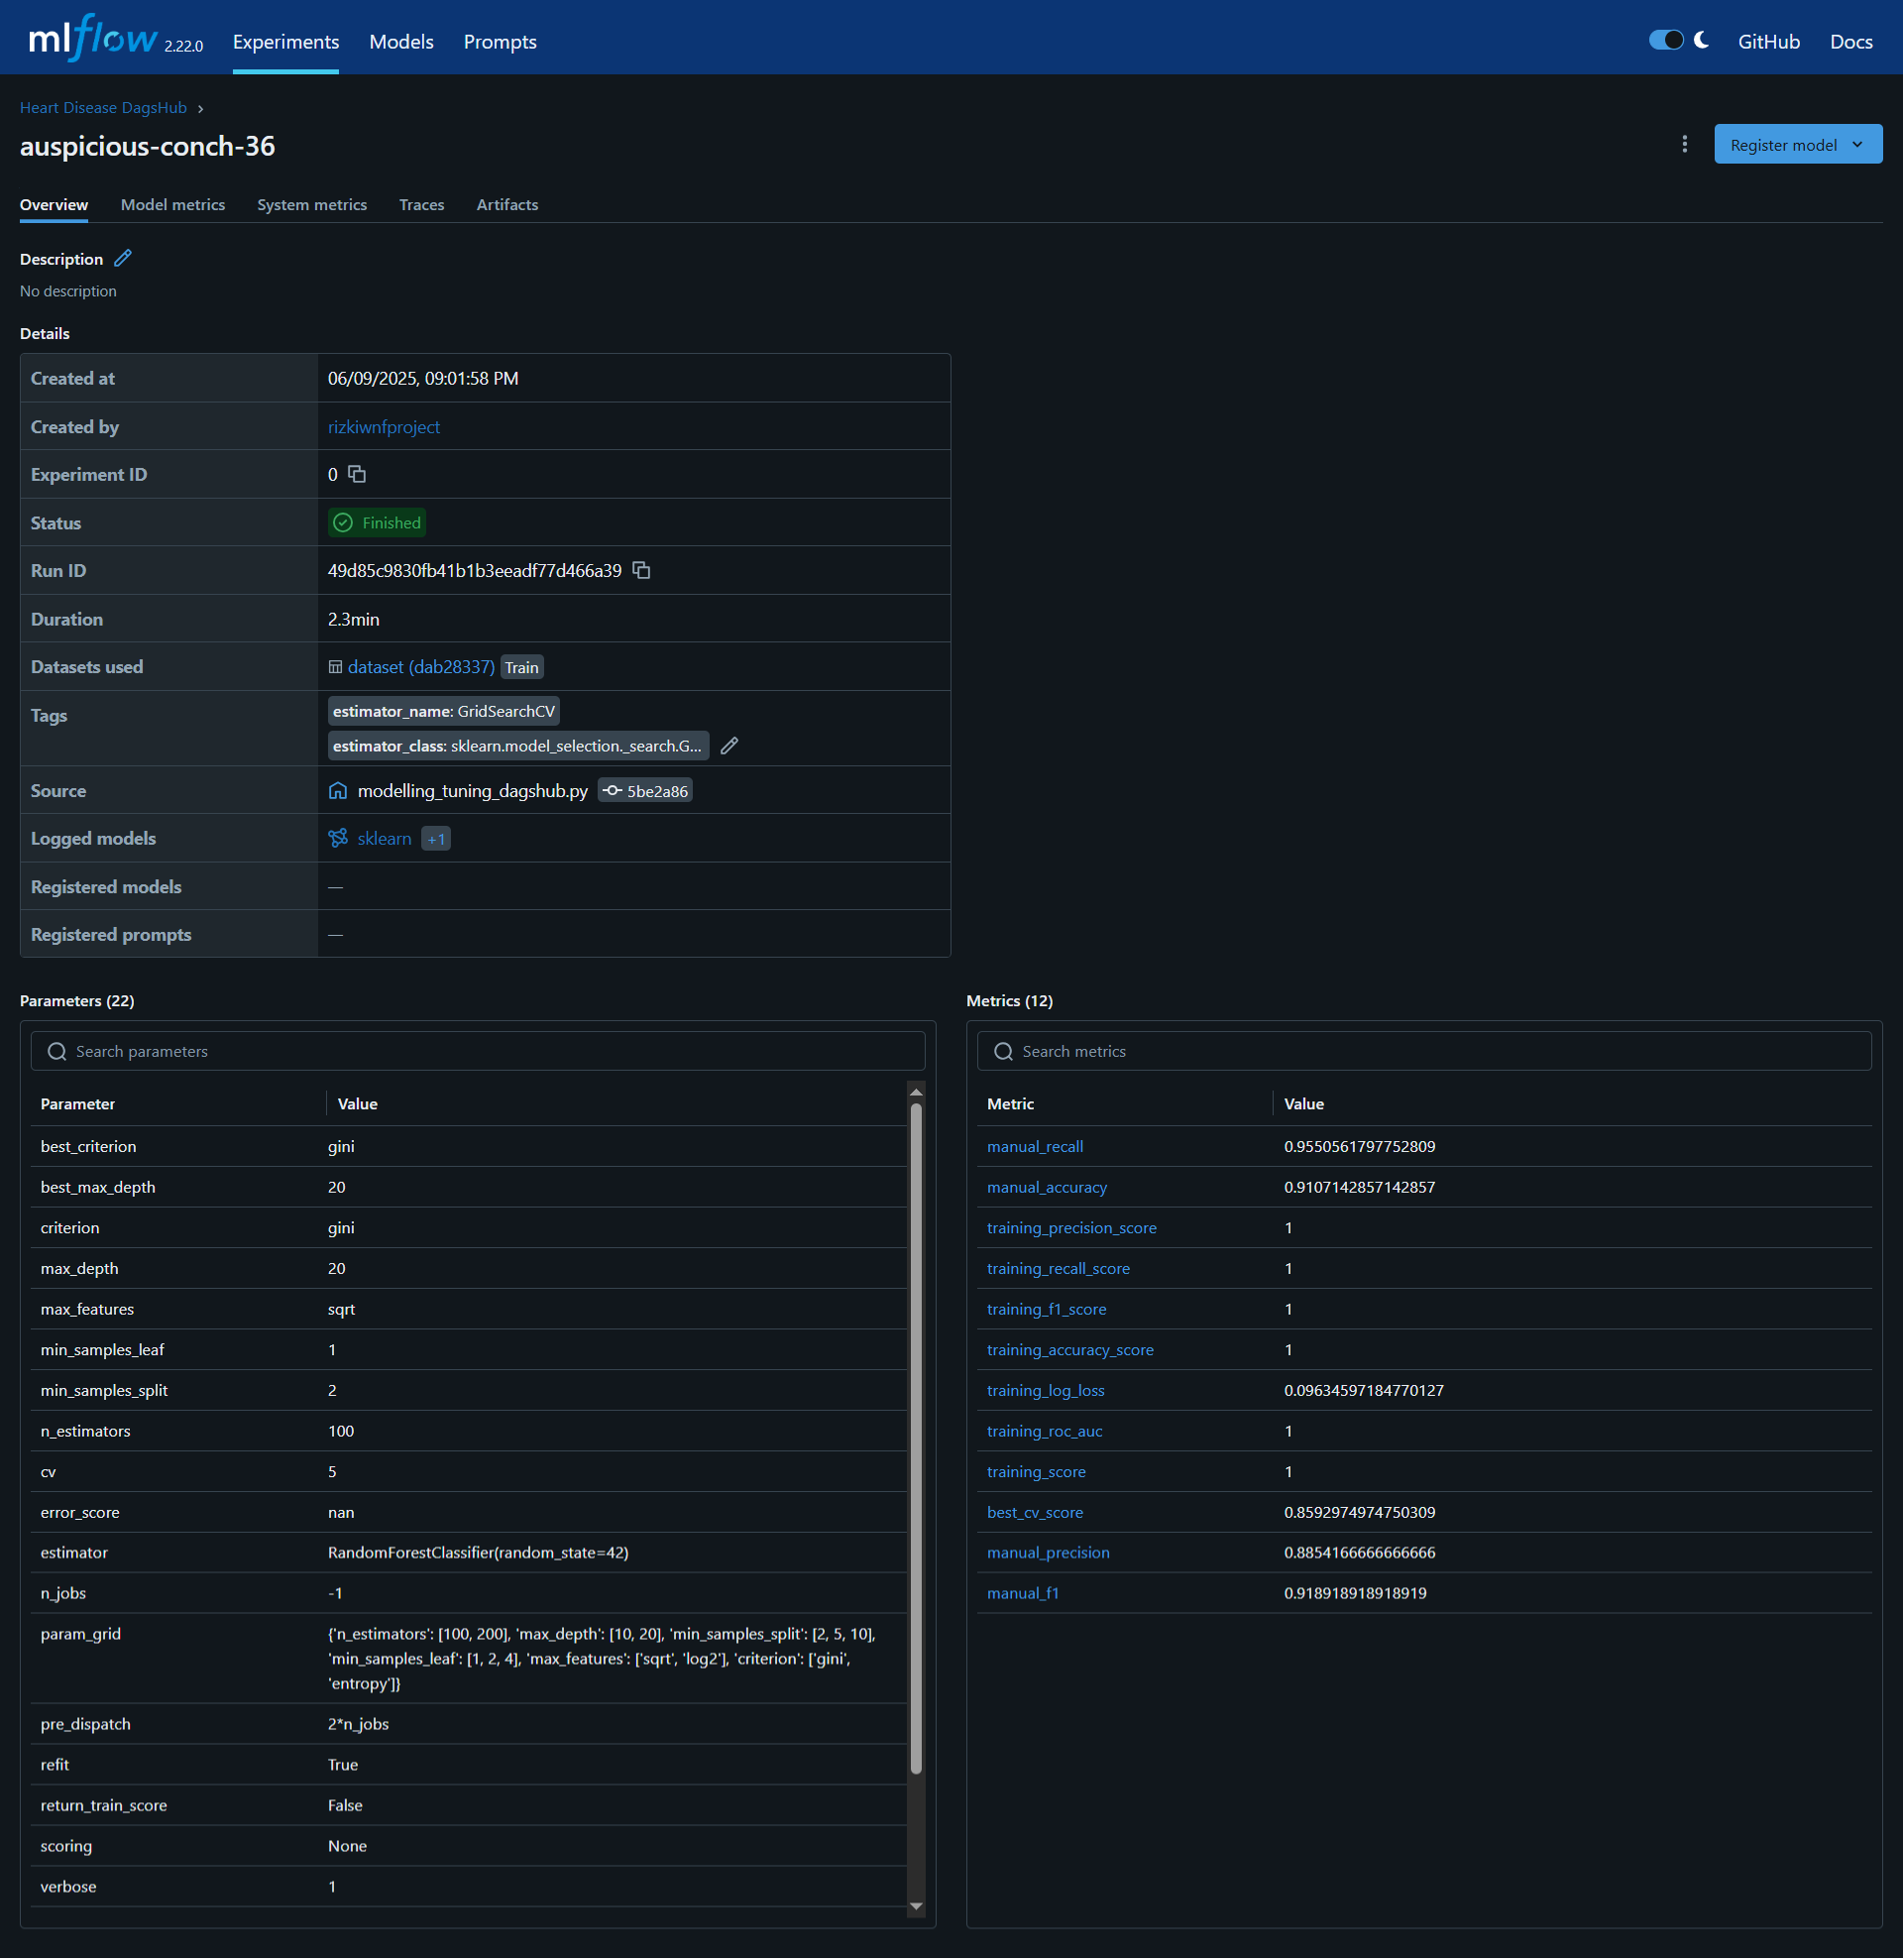 mlflow 2.22.0 Experiments Models Prompts GitHub Docs
Heart Disease DagsHub ›
auspicious-conch-36
Register model
Overview Model metrics System metrics Traces Artifacts
Description
No description
Details
Created at 06/09/2025, 09:01:58 PM
Created by rizkiwnfproject
Experiment ID 0
Status Finished
Run ID 49d85c9830fb41b1b3eeadf77d466a39
Duration 2.3min
Datasets used dataset (dab28337) Train
Tags estimator_name: GridSearchCV
estimator_class: sklearn.model_selection._search.G...
Source modelling_tuning_dagshub.py 5be2a86
Logged models sklearn +1
Registered models —
Registered prompts —
Parameters (22)
Search parameters
Parameter Value
best_criterion gini
best_max_depth 20
criterion gini
max_depth 20
max_features sqrt
min_samples_leaf 1
min_samples_split 2
n_estimators 100
cv 5
error_score nan
estimator RandomForestClassifier(random_state=42)
n_jobs -1
param_grid {'n_estimators': [100, 200], 'max_depth': [10, 20], 'min_samples_split': [2, 5, 10],
'min_samples_leaf': [1, 2, 4], 'max_features': ['sqrt', 'log2'], 'criterion': ['gini',
'entropy']}
pre_dispatch 2*n_jobs
refit True
return_train_score False
scoring None
verbose 1
Metrics (12)
Search metrics
Metric Value
manual_recall 0.9550561797752809
manual_accuracy 0.9107142857142857
training_precision_score 1
training_recall_score 1
training_f1_score 1
training_accuracy_score 1
training_log_loss 0.09634597184770127
training_roc_auc 1
training_score 1
best_cv_score 0.8592974974750309
manual_precision 0.8854166666666666
manual_f1 0.918918918918919